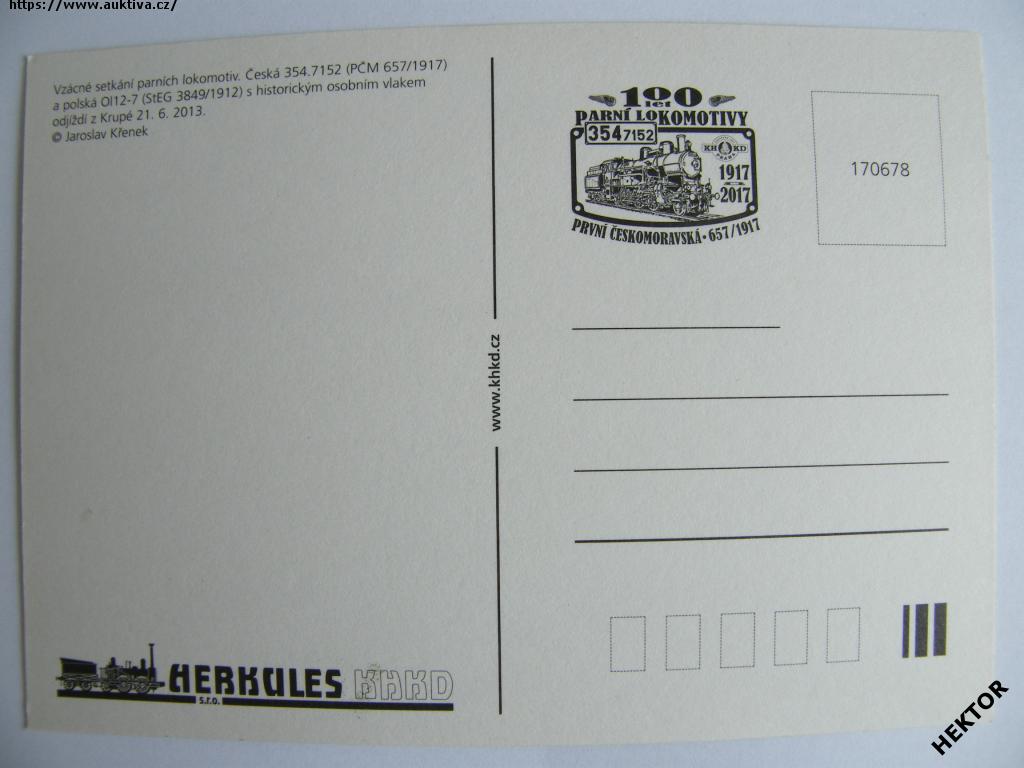 https://www.auktiva.cz/
Vzácné setkání parních lokomotiv. Česká 354.7152 (PČM 657/1917)
a polská Ol12-7 (StEG 3849/1912) s historickým osobním vlakem
odjíždí z Krupé 21. 6. 2013.
© Jaroslav Křenek
100
let
PARNÍ LOKOMOTIVY
354 7152
KHKD
1917
2017
PRVNÍ ČESKOMORAVSKÁ • 657/1917
170678
www.khkd.cz
HERKULES KHKD
s.r.o.
HEKTOR